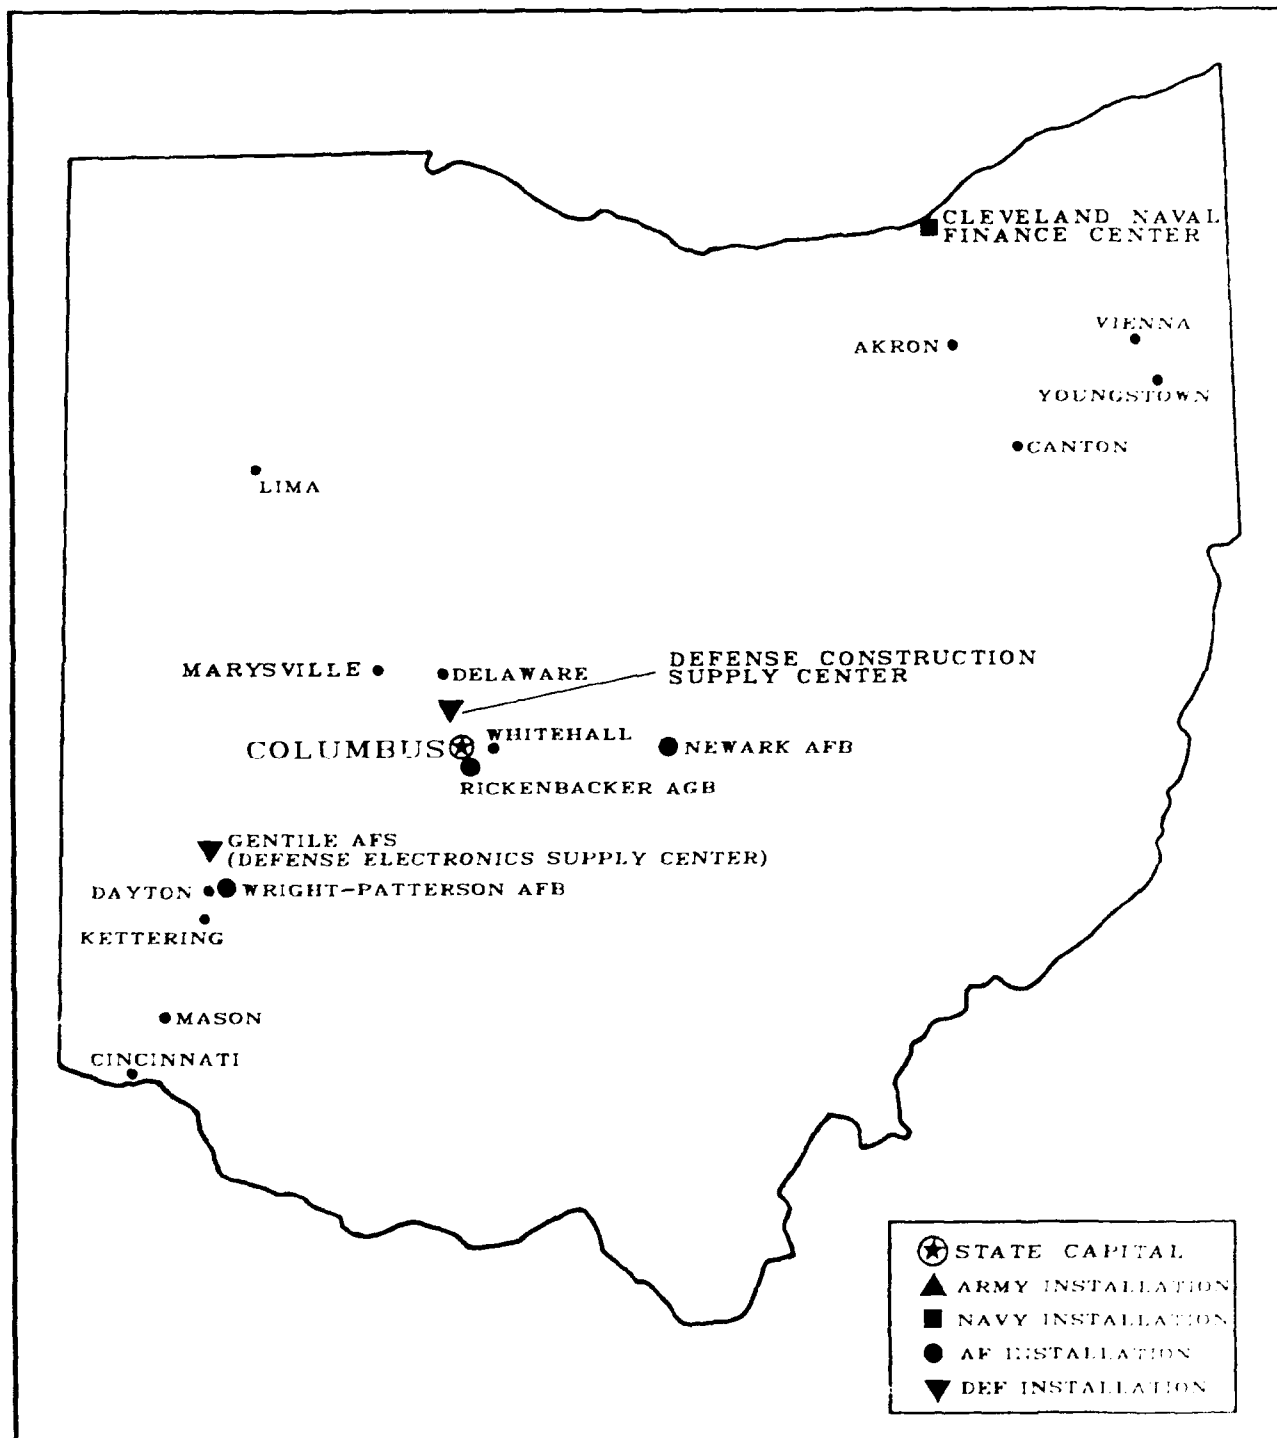 CLEVELAND NAVAL
FINANCE CENTER
VIENNA
AKRON
YOUNGSTOWN
CANTON
LIMA
MARYSVILLE
DELAWARE
DEFENSE CONSTRUCTION
SUPPLY CENTER
COLUMBUS
WHITEHALL
NEWARK AFB
RICKENBACKER AGB
GENTILE AFS
(DEFENSE ELECTRONICS SUPPLY CENTER)
DAYTON
WRIGHT-PATTERSON AFB
KETTERING
MASON
CINCINNATI
STATE CAPITAL
ARMY INSTALLATION
NAVY INSTALLATION
AF INSTALLATION
DEF INSTALLATION